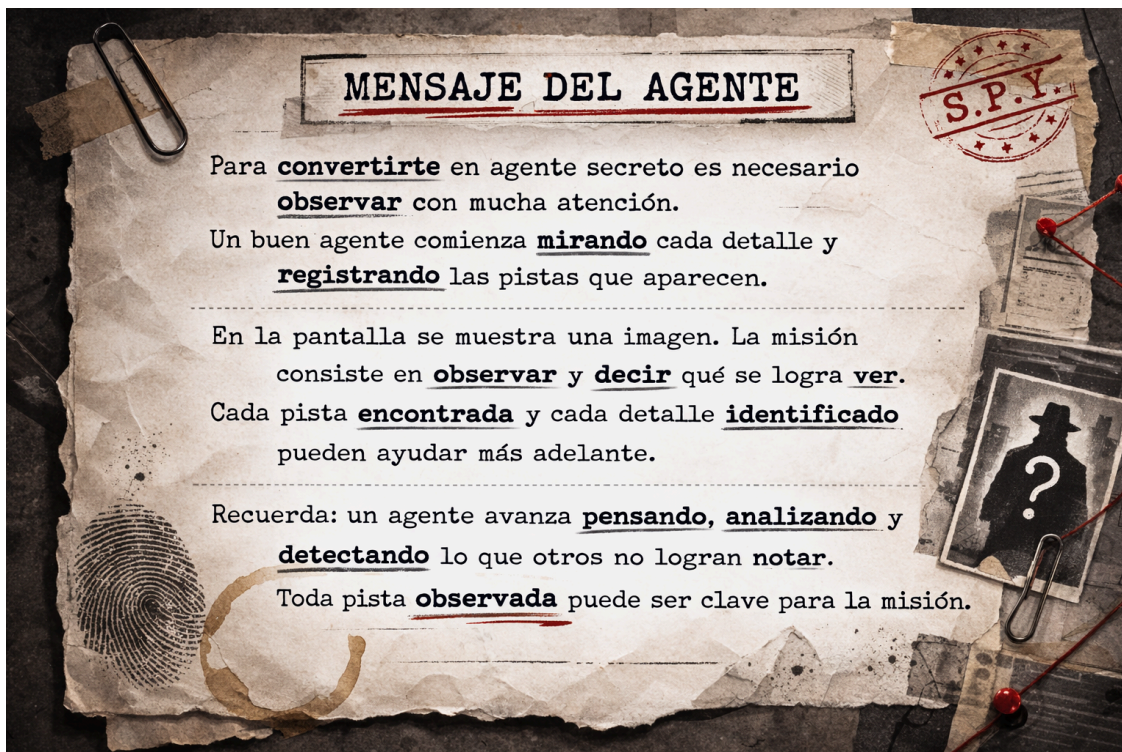 MENSAJE DEL AGENTE
S.P.Y.
Para convertirte en agente secreto es necesario
observar con mucha atención.
Un buen agente comienza mirando cada detalle y
registrando las pistas que aparecen.
En la pantalla se muestra una imagen. La misión
consiste en observar y decir qué se logra ver.
Cada pista encontrada y cada detalle identificado
pueden ayudar más adelante.
Recuerda: un agente avanza pensando, analizando y
detectando lo que otros no logran notar.
Toda pista observada puede ser clave para la misión.
?